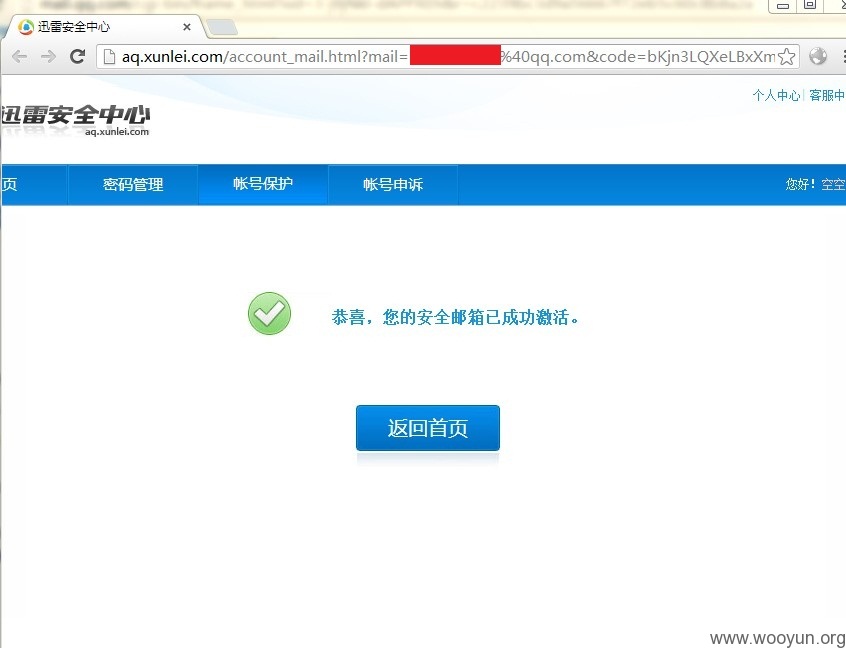 迅雷安全中心
aq.xunlei.com/account_mail.html?mail=
%40qq.com&code=bKjn3LQXeLBxXm
个人中心 客服中
迅雷安全中心
aq.xunlei.com
页 密码管理 帐号保护 帐号申诉 您好！空空
恭喜，您的安全邮箱已成功激活。
返回首页
www.wooyun.org